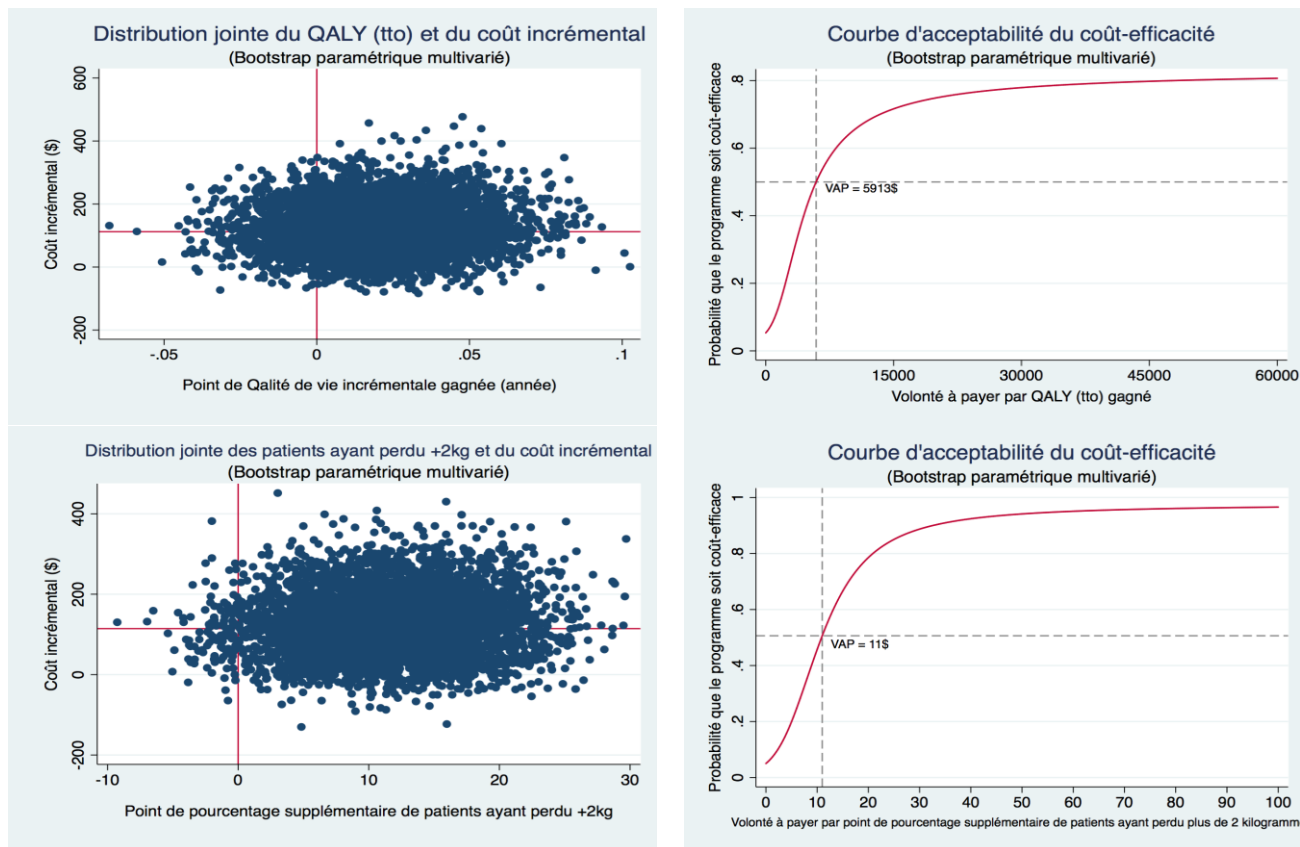 Distribution jointe du QALY (tto) et du coût incrémental
(Bootstrap paramétrique multivarié)
Coût incrémental ($)
600
400
200
0
-200
-.05
0
.05
.1
Point de Qalité de vie incrémentale gagnée (année)
Courbe d'acceptabilité du coût-efficacité
(Bootstrap paramétrique multivarié)
Probabilité que le programme soit coût-efficace
.8
.6
.4
.2
0
VAP = 5913$
0
15000
30000
45000
60000
Volonté à payer par QALY (tto) gagné
Distribution jointe des patients ayant perdu +2kg et du coût incrémental
(Bootstrap paramétrique multivarié)
Coût incrémental ($)
400
200
0
-200
-10
0
10
20
30
Point de pourcentage supplémentaire de patients ayant perdu +2kg
Courbe d'acceptabilité du coût-efficacité
(Bootstrap paramétrique multivarié)
Probabilité que le programme soit coût-efficace
1
.8
.6
.4
.2
0
VAP = 11$
0
10
20
30
40
50
60
70
80
90
100
Volonté à payer par point de pourcentage supplémentaire de patients ayant perdu plus de 2 kilogramm